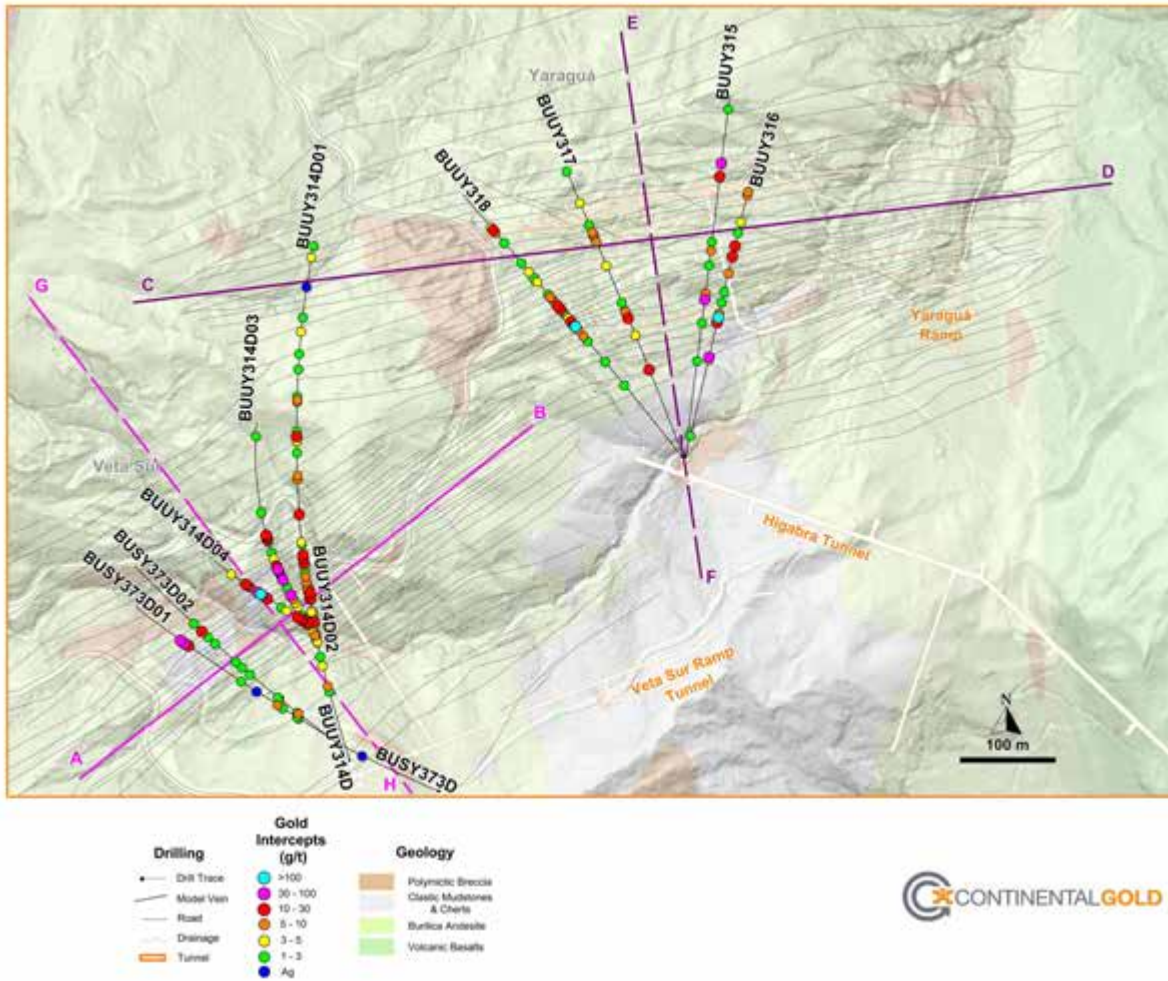 E
BUUY315
Yaraguá
BUUY317
BUUY316
D
BUUY318
BUUY314D01
C
G
BUUY314D03
Yaraguá
Ramp
B
Veta Sur
BUUY314D04
Higabra Tunnel
BUSY373D02
BUSY373D01
BUUY314D02
F
Veta Sur Ramp
Tunnel
N
100 m
A
BUUY314D
H
BUSY373D
Drilling
Drill Trace
Model Vein
Road
Drainage
Tunnel
Gold
Intercepts
(g/t)
>100
30 - 100
10 - 30
5 - 10
3 - 5
1 - 3
Ag
Geology
Polymictic Breccia
Clastic Mudstones
& Cherts
Buritica Andesite
Volcanic Basalts
CONTINENTALGOLD